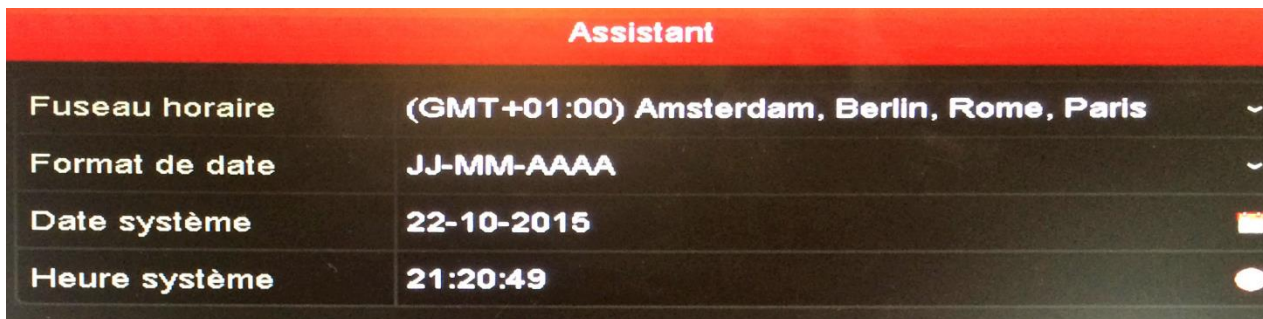 Assistant
Fuseau horaire (GMT+01:00) Amsterdam, Berlin, Rome, Paris
Format de date JJ-MM-AAAA
Date système 22-10-2015
Heure système 21:20:49